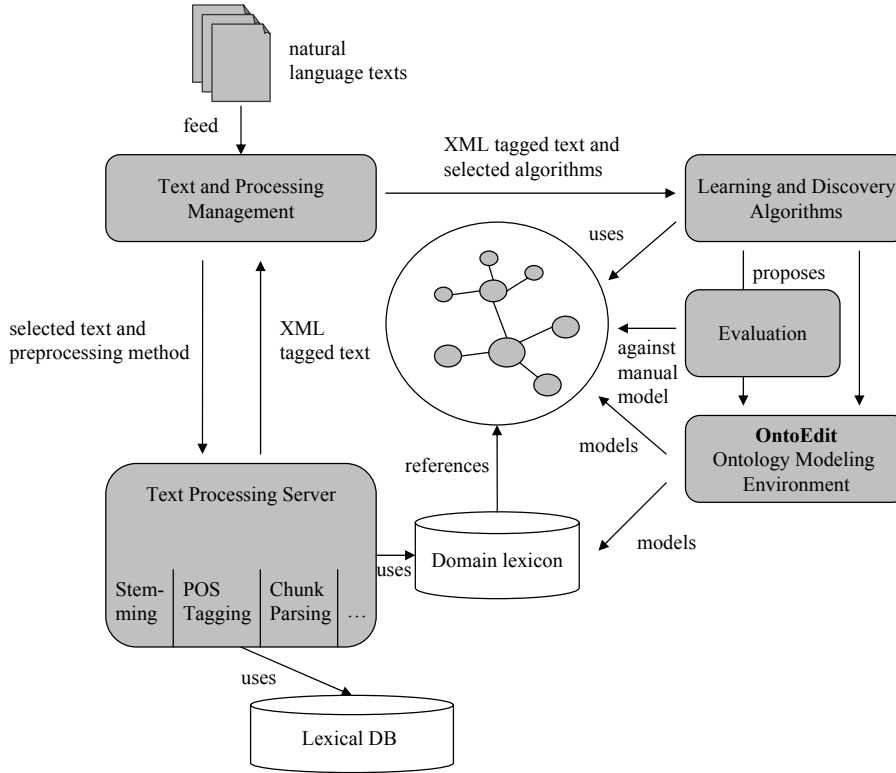 natural
language texts
feed
XML tagged text and
selected algorithms
Text and Processing
Management
Learning and Discovery
Algorithms
uses
proposes
selected text and
preprocessing method
XML
tagged text
Evaluation
against
manual
model
OntoEdit
Ontology Modeling
Environment
models
references
Text Processing Server
Stem-
ming
POS
Tagging
Chunk
Parsing
...
uses
Domain lexicon
models
uses
Lexical DB